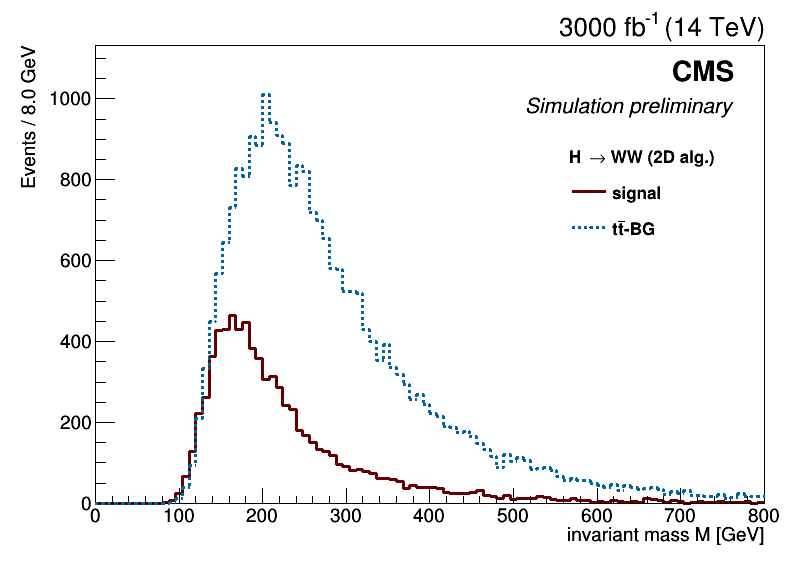 3000 fb⁻¹ (14 TeV)
Events / 8.0 GeV
CMS
Simulation preliminary
H → WW (2D alg.)
signal
tt̄-BG
1000
800
600
400
200
0
0 100 200 300 400 500 600 700 800
invariant mass M [GeV]